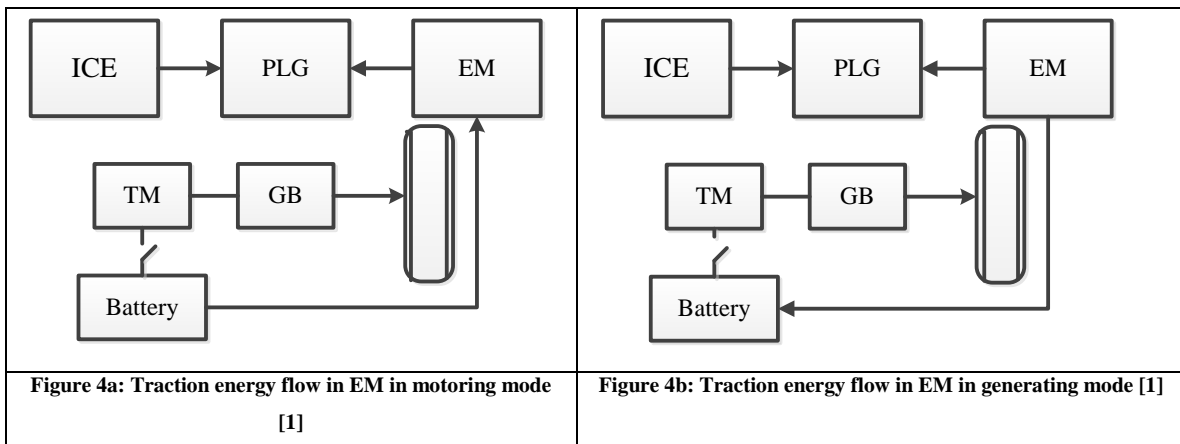 ICE PLG EM
TM GB
Battery
Figure 4a: Traction energy flow in EM in motoring mode
[1]
ICE PLG EM
TM GB
Battery
Figure 4b: Traction energy flow in EM in generating mode [1]